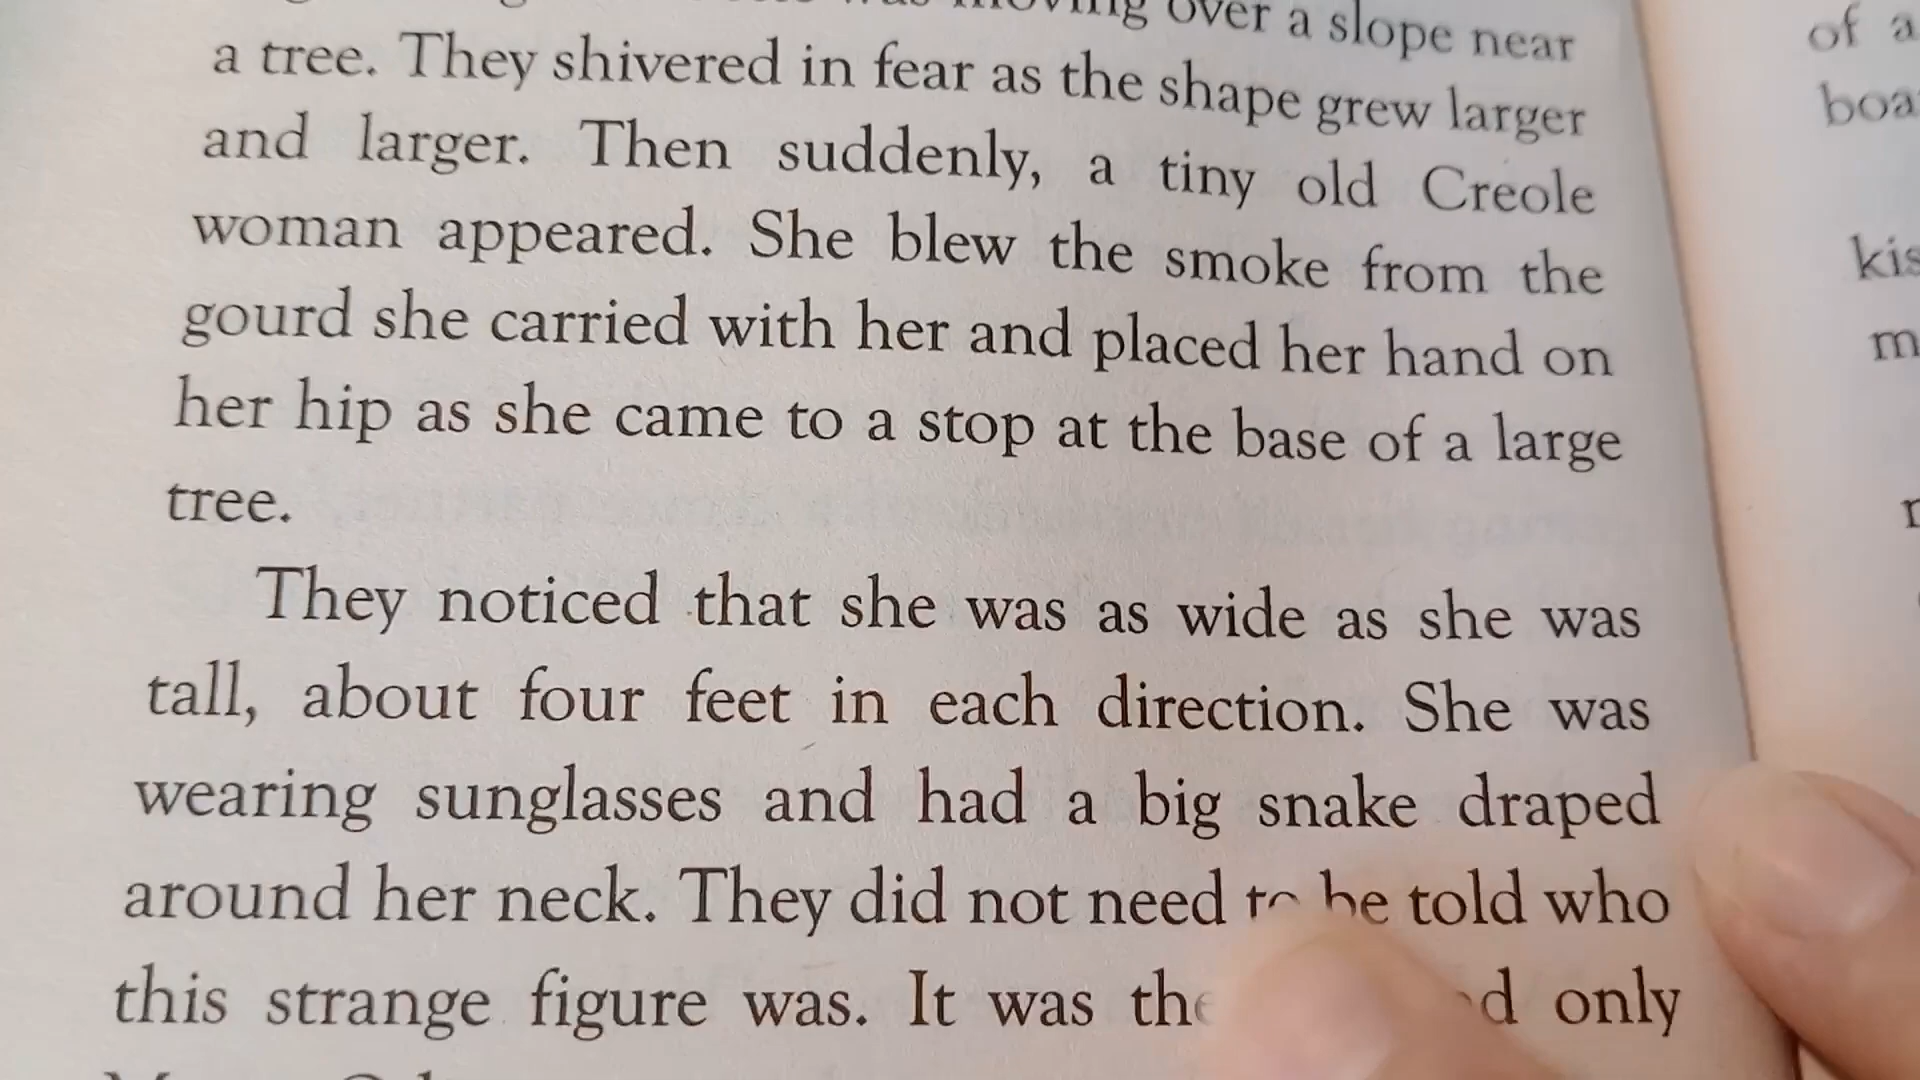 over a slope near
a tree. They shivered in fear as the shape grew larger
and larger. Then suddenly, a tiny old Creole
woman appeared. She blew the smoke from the
gourd she carried with her and placed her hand on
her hip as she came to a stop at the base of a large
tree.
They noticed that she was as wide as she was
tall, about four feet in each direction. She was
wearing sunglasses and had a big snake draped
around her neck. They did not need to be told who
this strange figure was. It was the only
of a